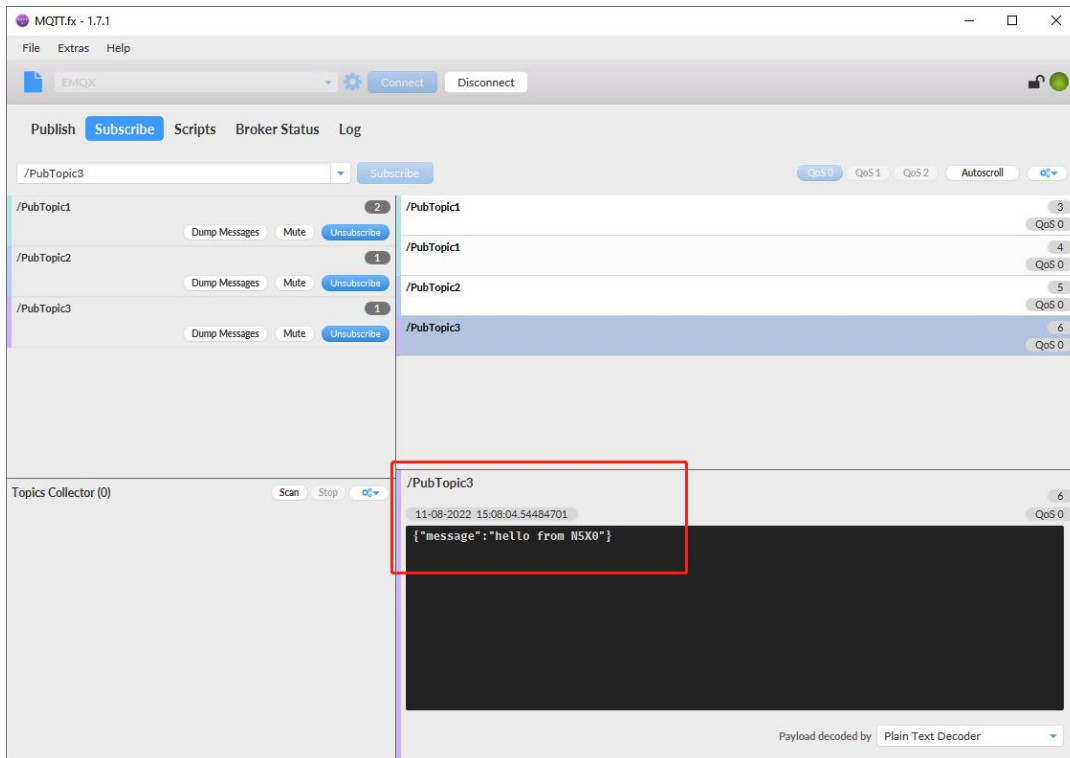 MQTT.fx - 1.7.1
File Extras Help
EMQX Connect Disconnect
Publish Subscribe Scripts Broker Status Log
/PubTopic3 Subscribe QoS 0 QoS 1 QoS 2 Autoscroll
/PubTopic1 2
Dump Messages Mute Unsubscribe
/PubTopic2 1
Dump Messages Mute Unsubscribe
/PubTopic3 1
Dump Messages Mute Unsubscribe
/PubTopic1 3
QoS 0
/PubTopic1 4
QoS 0
/PubTopic2 5
QoS 0
/PubTopic3 6
QoS 0
Topics Collector (0) Scan Stop
/PubTopic3 6
11-08-2022 15:08:04.54484701 QoS 0
{"message":"hello from N5X0"}
Payload decoded by Plain Text Decoder